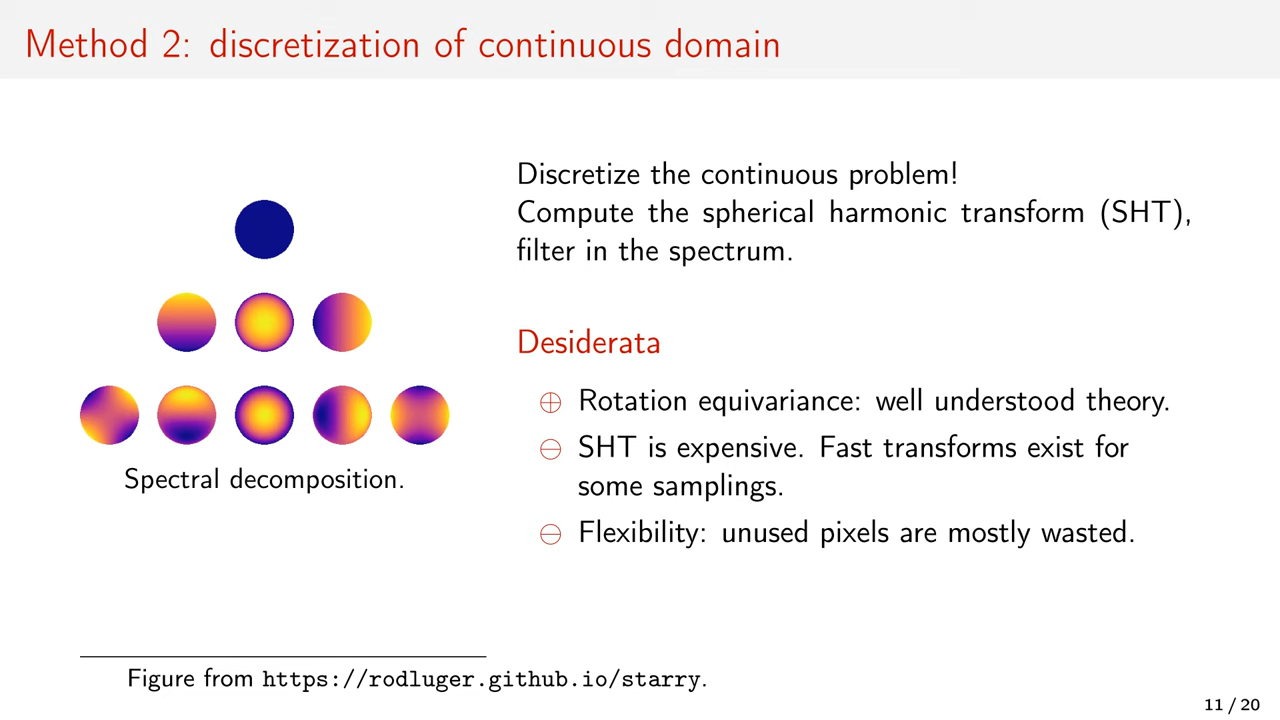 Method 2: discretization of continuous domain
Discretize the continuous problem!
Compute the spherical harmonic transform (SHT),
filter in the spectrum.
Desiderata
⊕ Rotation equivariance: well understood theory.
⊖ SHT is expensive. Fast transforms exist for
some samplings.
⊖ Flexibility: unused pixels are mostly wasted.
Spectral decomposition.
Figure from https://rodluger.github.io/starry.
11 / 20